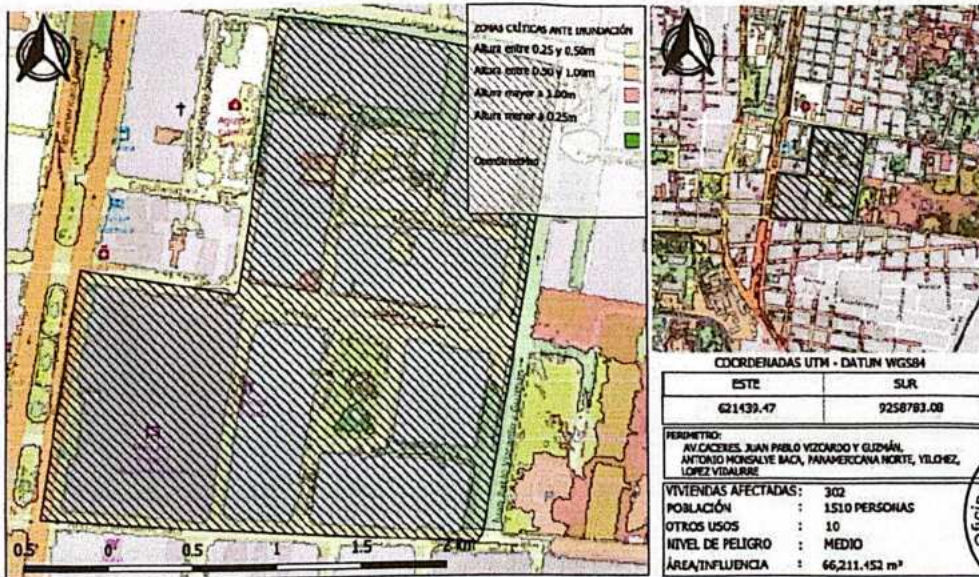 ZONAS CRÍTICAS ANTE INUNDACIÓN
Altura entre 0.25 y 0.50m
Altura entre 0.50 y 1.00m
Altura mayor a 1.00m
Altura menor a 0.25m
OpenStreetMap
0.5 0 0.5 1 1.5 2 km
COORDENADAS UTM - DATUM WGS84
ESTE SUR
621439.47 9258783.08
PERIMETRO:
AV.CACERES, JUAN PABLO VIZCARDO Y GUZMÁN,
ANTONIO MONSALVE BACA, PANAMERICANA NORTE, VILCHEZ,
LOPEZ VIDAURRE
VIVIENDAS AFECTADAS : 302
POBLACIÓN : 1510 PERSONAS
OTROS USOS : 10
NIVEL DE PELIGRO : MEDIO
ÁREA/INFLUENCIA : 66,211.452 m²